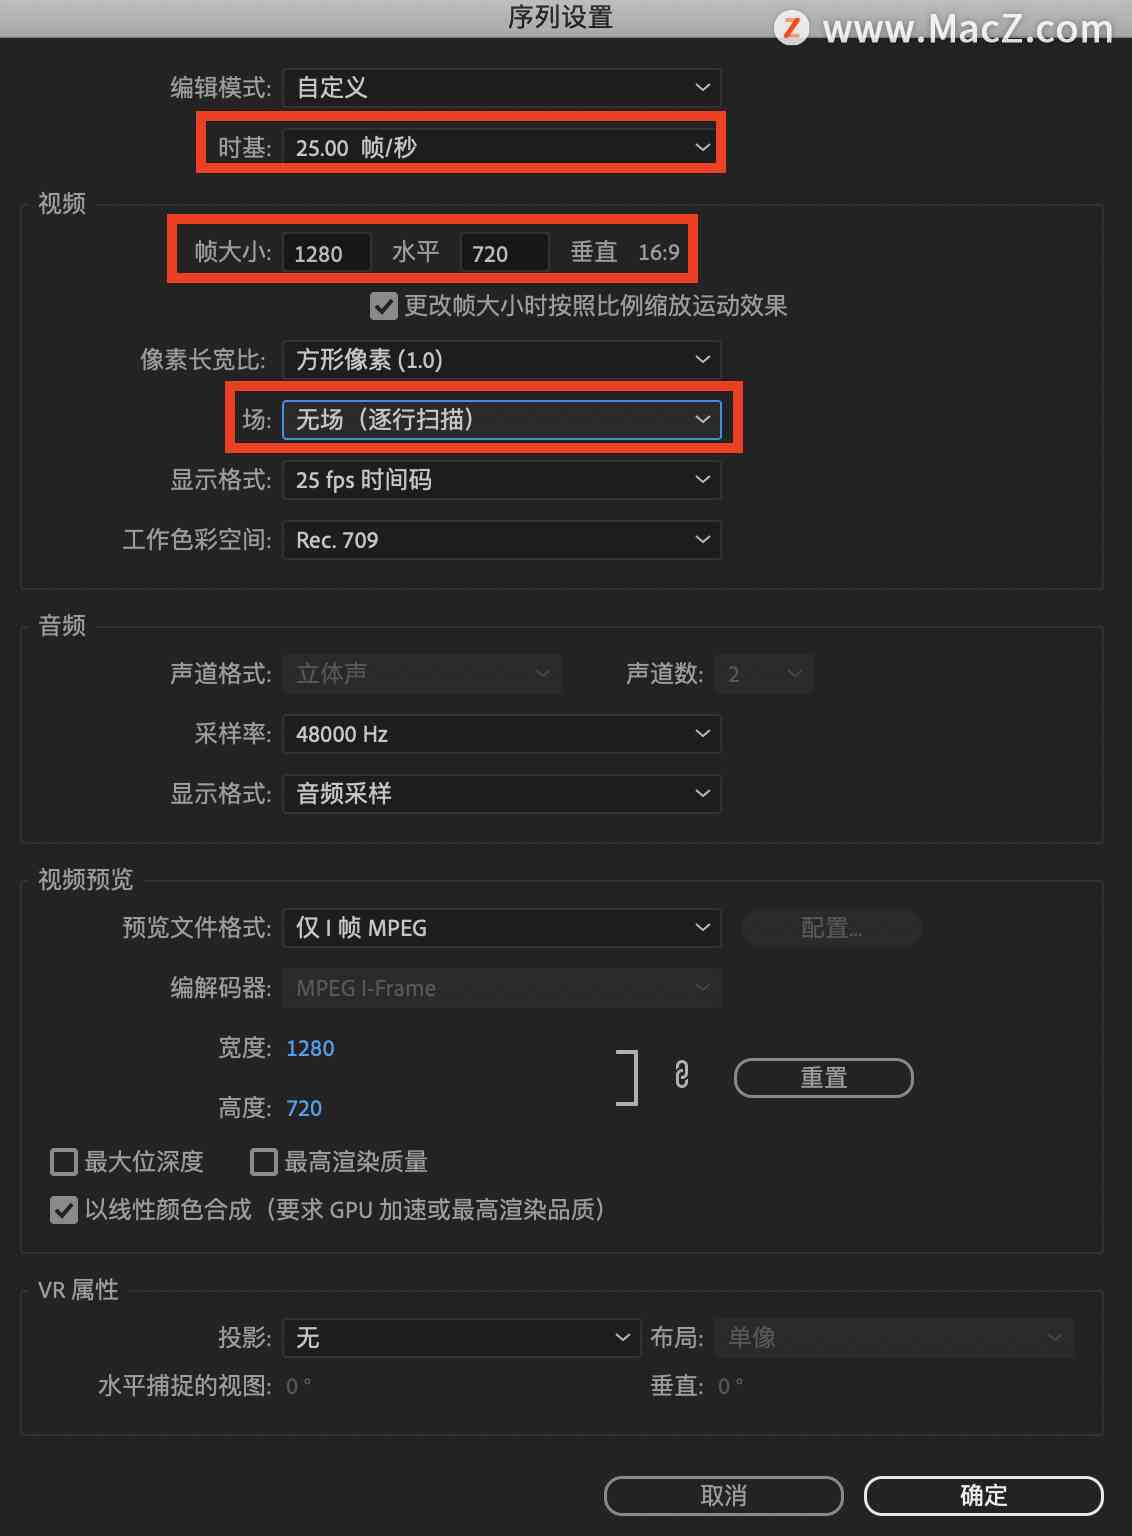 序列设置
www.MacZ.com
编辑模式: 自定义
时基: 25.00 帧/秒
视频
帧大小: 1280 水平 720 垂直 16:9
更改帧大小时按照比例缩放运动效果
像素长宽比: 方形像素 (1.0)
场: 无场（逐行扫描）
显示格式: 25 fps 时间码
工作色彩空间: Rec. 709
音频
声道格式: 立体声 声道数: 2
采样率: 48000 Hz
显示格式: 音频采样
视频预览
预览文件格式: 仅 I 帧 MPEG 配置...
编解码器: MPEG I-Frame
宽度: 1280
重置
高度: 720
最大位深度 最高渲染质量
以线性颜色合成（要求 GPU 加速或最高渲染品质）
VR 属性
投影: 无 布局: 单像
水平捕捉的视图: 0 ° 垂直: 0 °
取消 确定